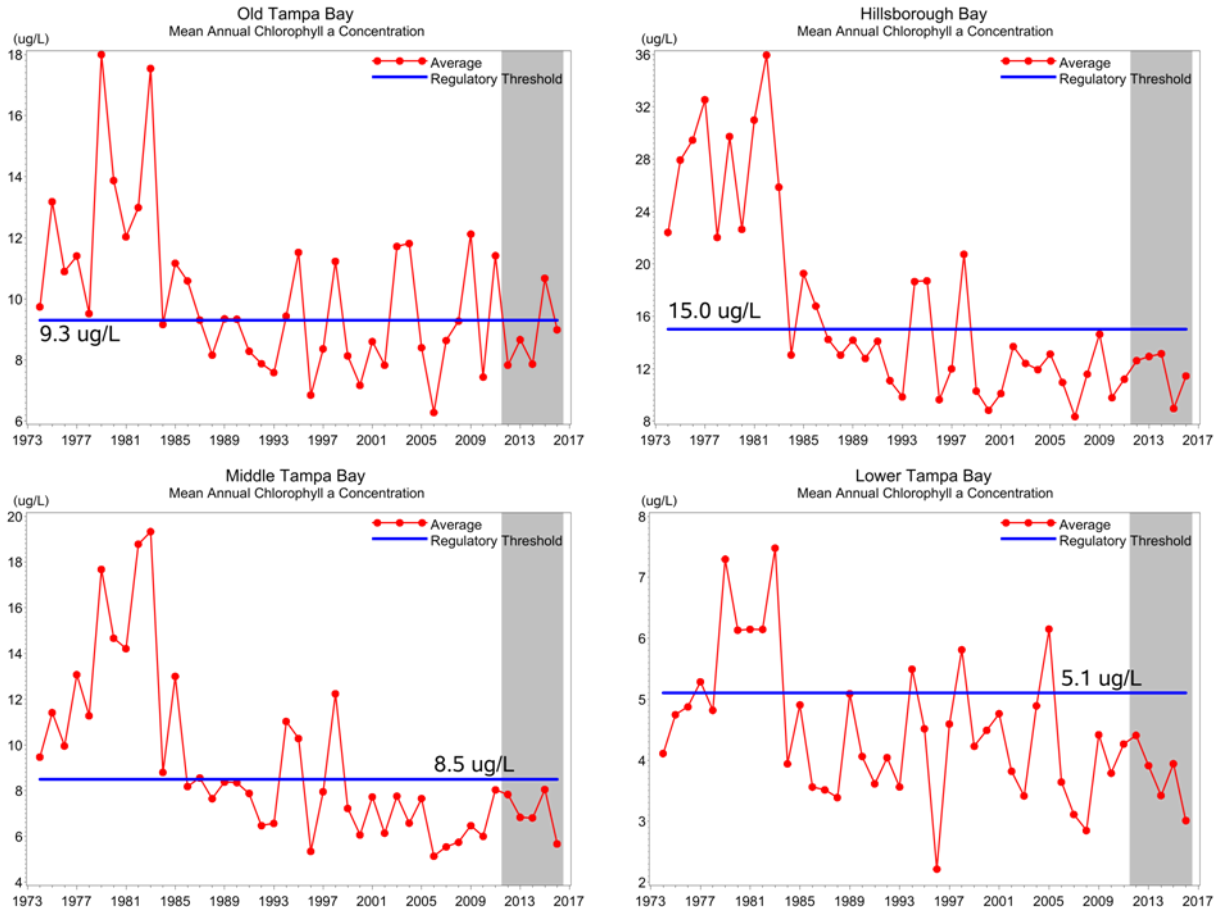 Old Tampa Bay
Mean Annual Chlorophyll a Concentration
(ug/L)
Average
Regulatory Threshold
9.3 ug/L
18
16
14
12
10
8
6
1973 1977 1981 1985 1989 1993 1997 2001 2005 2009 2013 2017
Hillsborough Bay
Mean Annual Chlorophyll a Concentration
(ug/L)
Average
Regulatory Threshold
15.0 ug/L
36
32
28
24
20
16
12
8
1973 1977 1981 1985 1989 1993 1997 2001 2005 2009 2013 2017
Middle Tampa Bay
Mean Annual Chlorophyll a Concentration
(ug/L)
Average
Regulatory Threshold
8.5 ug/L
20
18
16
14
12
10
8
6
4
1973 1977 1981 1985 1989 1993 1997 2001 2005 2009 2013 2017
Lower Tampa Bay
Mean Annual Chlorophyll a Concentration
(ug/L)
Average
Regulatory Threshold
5.1 ug/L
8
7
6
5
4
3
2
1973 1977 1981 1985 1989 1993 1997 2001 2005 2009 2013 2017